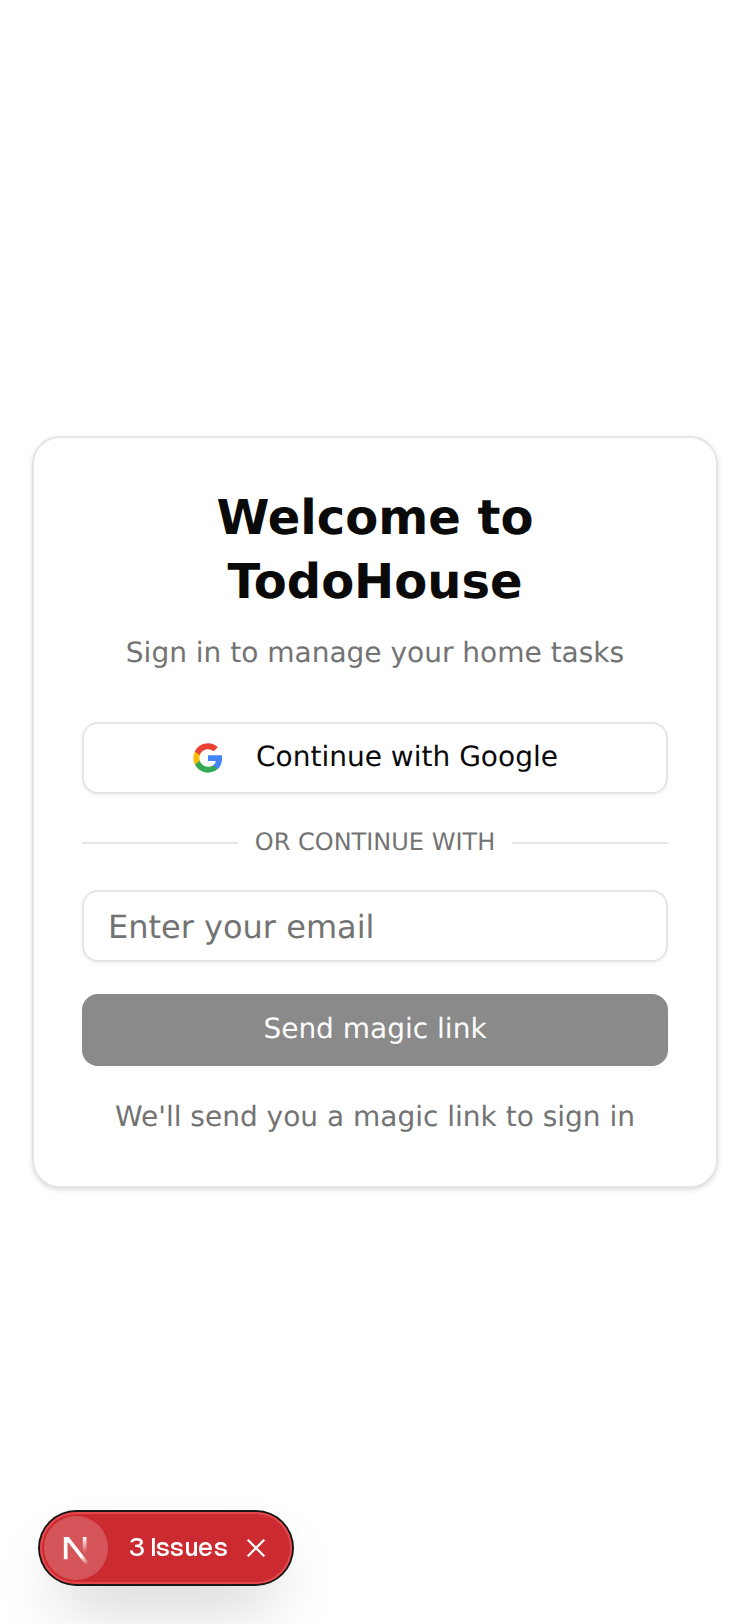 Welcome to
TodoHouse
Sign in to manage your home tasks
Continue with Google
OR CONTINUE WITH
Enter your email
Send magic link
We'll send you a magic link to sign in
N 3 Issues